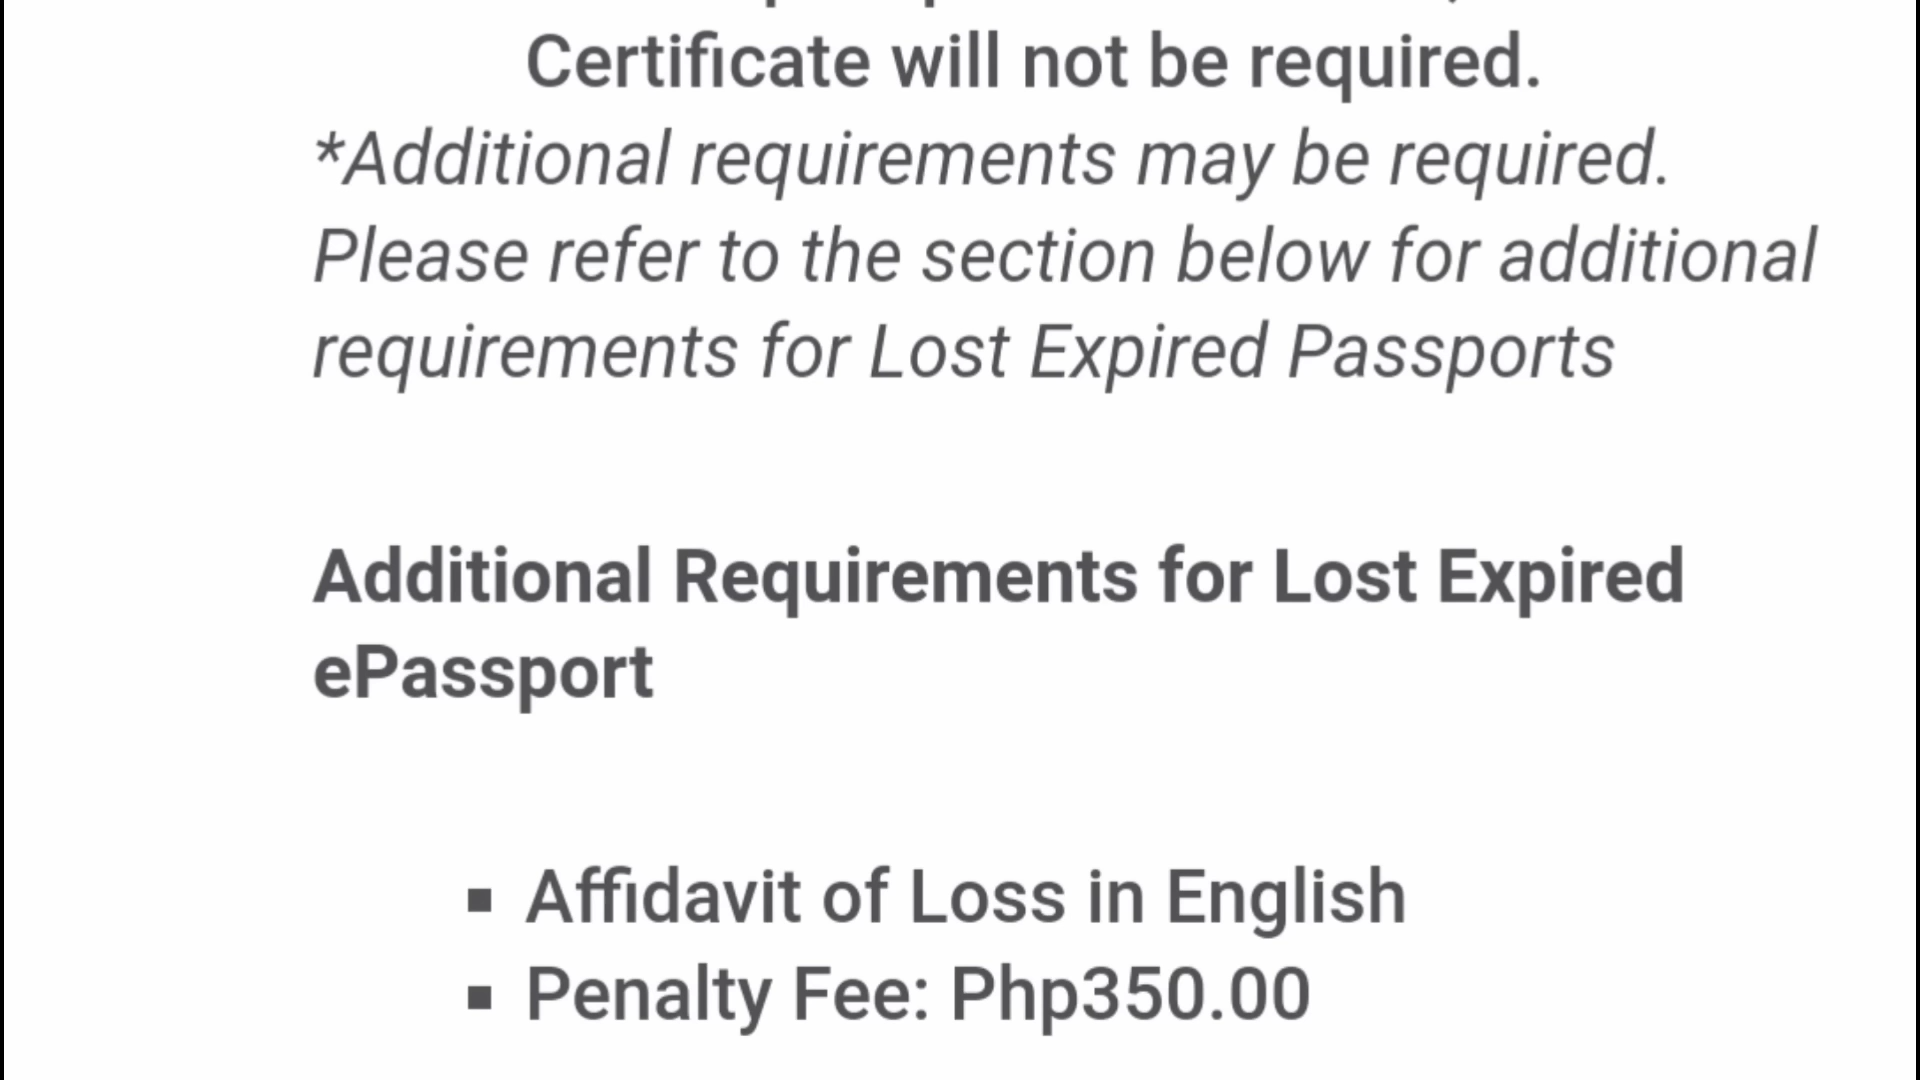 Certificate will not be required.
*Additional requirements may be required.
Please refer to the section below for additional
requirements for Lost Expired Passports
Additional Requirements for Lost Expired
ePassport
▪ Affidavit of Loss in English
▪ Penalty Fee: Php350.00